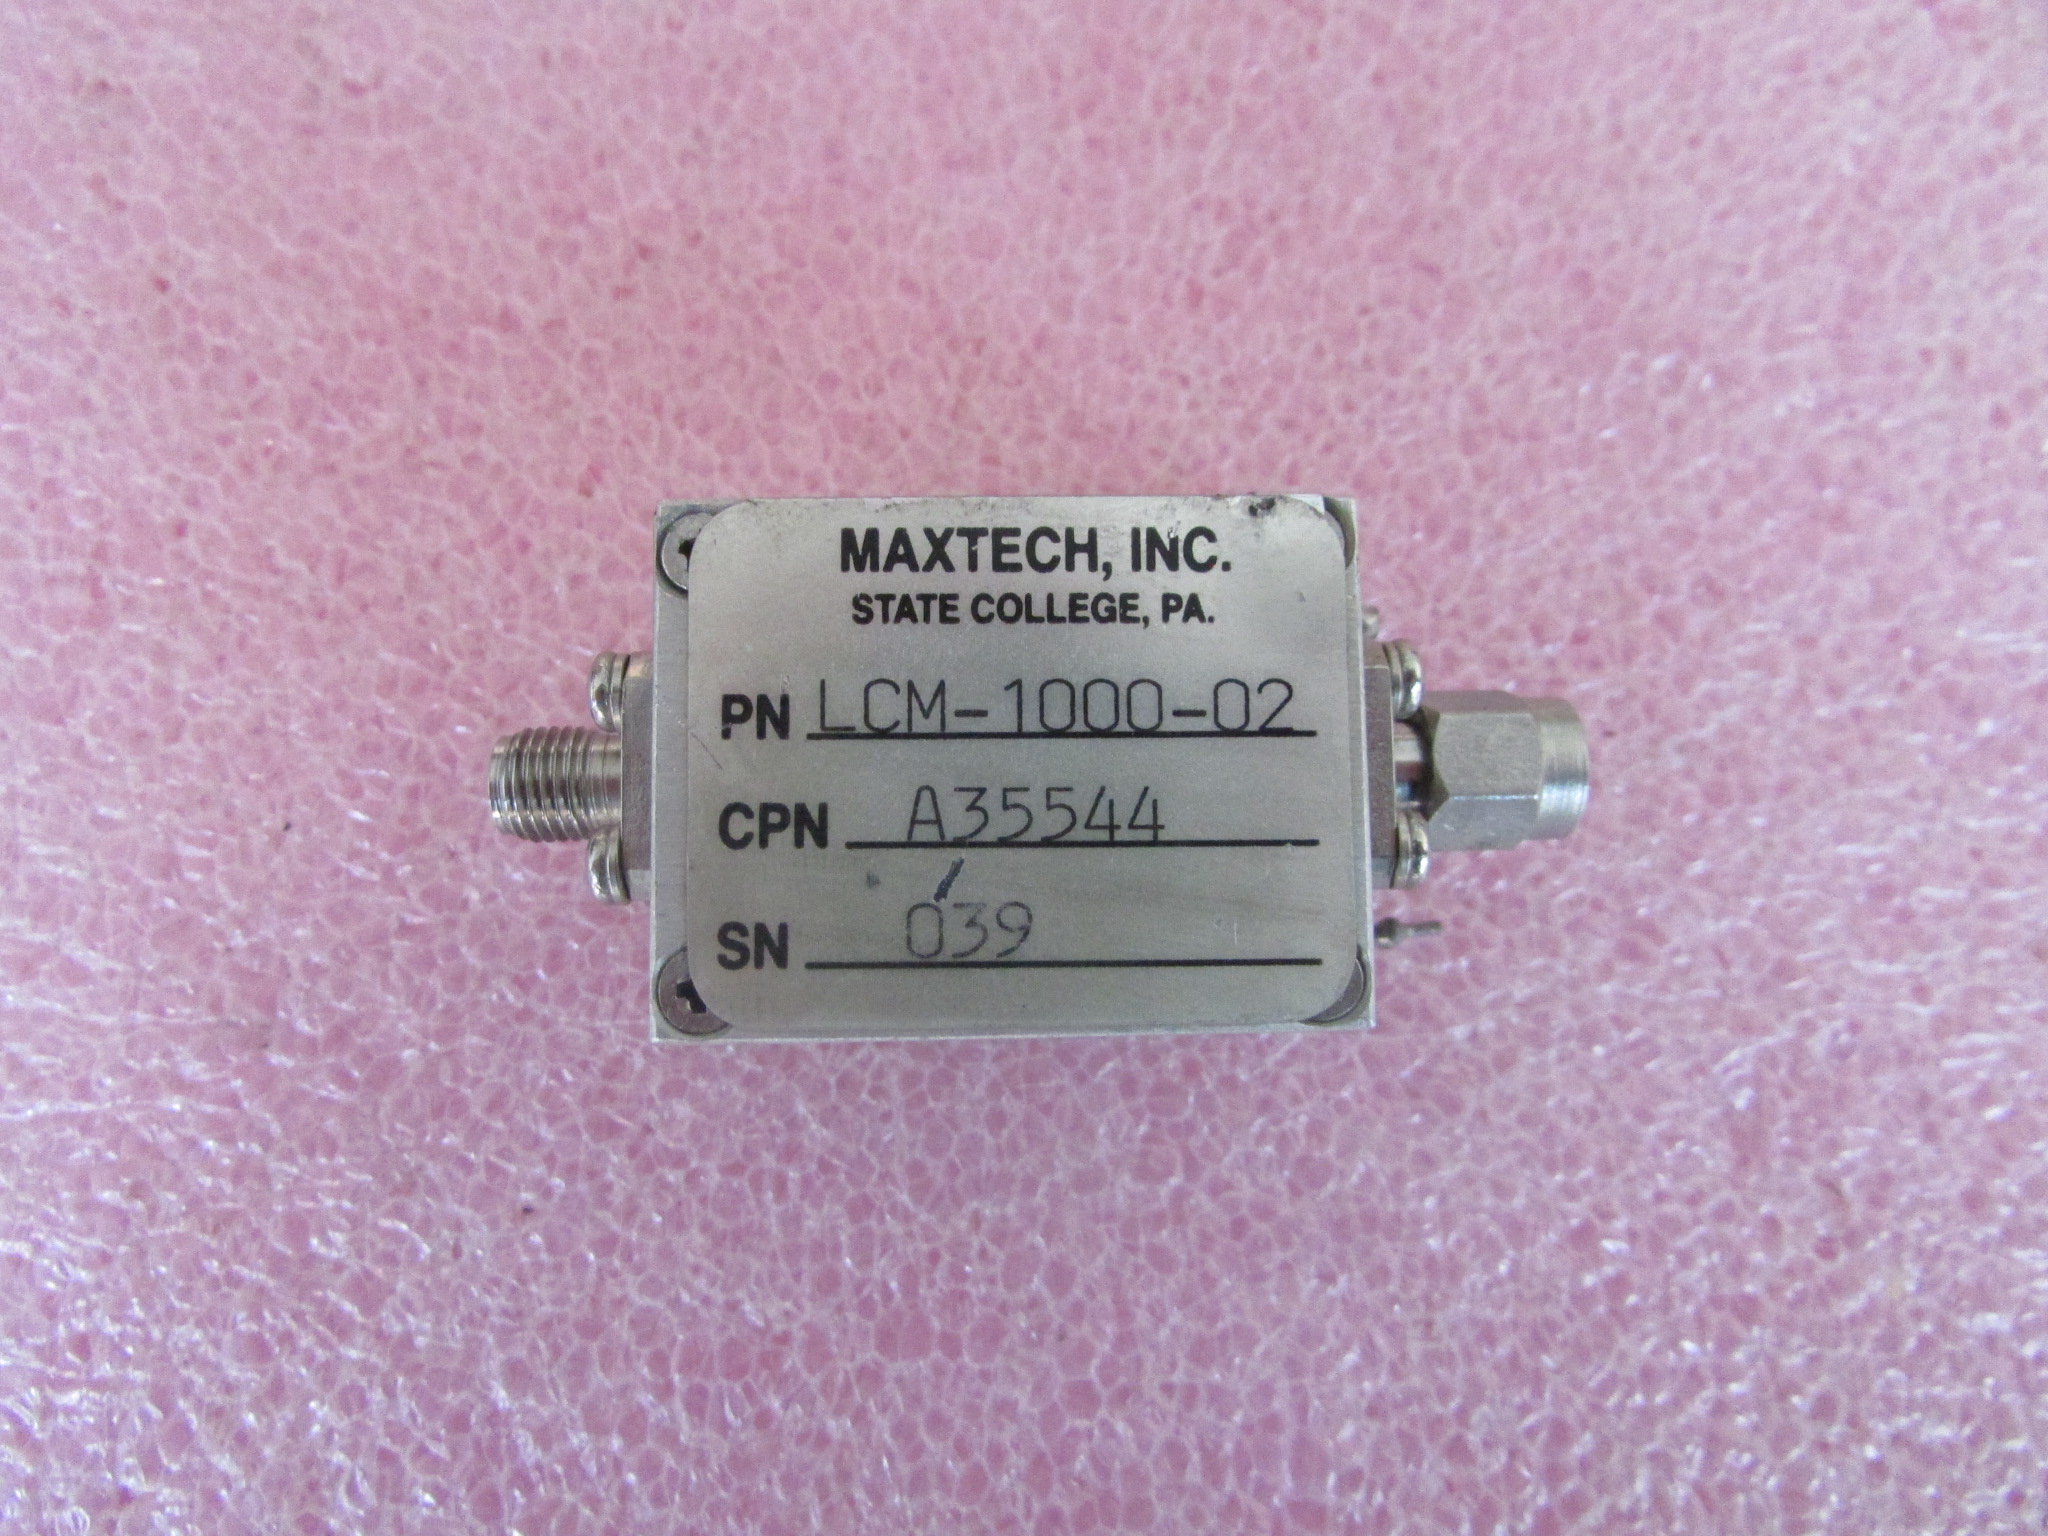 MAXTECH, INC.
STATE COLLEGE, PA.
PN LCM-1000-02
CPN A35544
SN 039